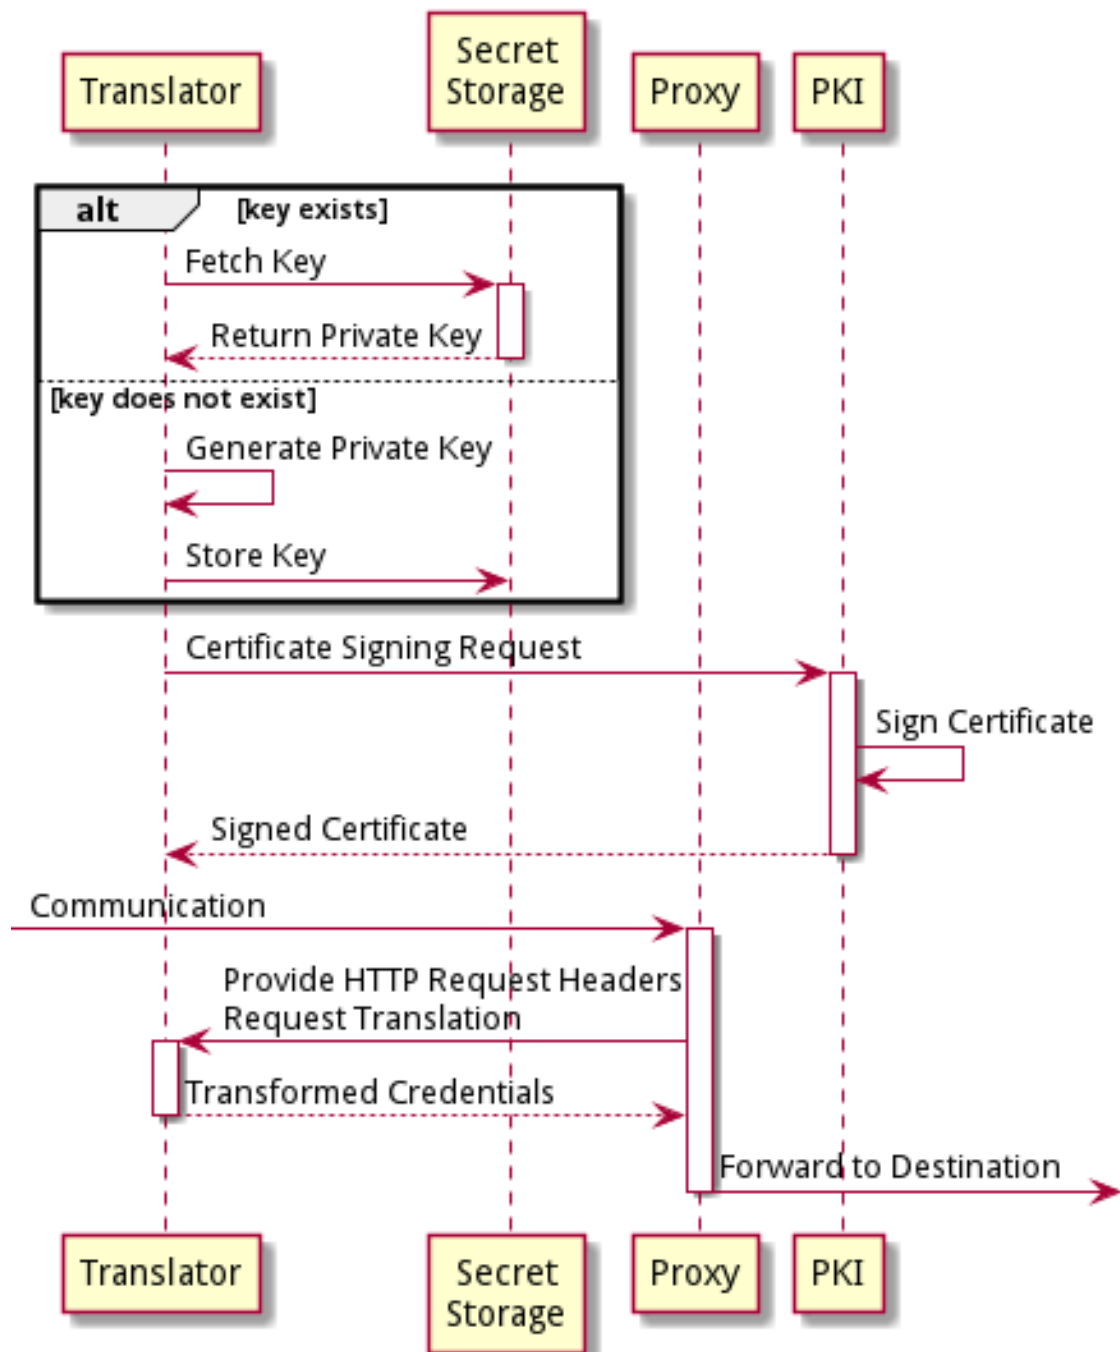 Translator
Secret
Storage
Proxy
PKI
alt
[key exists]
Fetch Key
Return Private Key
[key does not exist]
Generate Private Key
Store Key
Certificate Signing Request
Sign Certificate
Signed Certificate
Communication
Provide HTTP Request Headers
Request Translation
Transformed Credentials
Forward to Destination
Translator
Secret
Storage
Proxy
PKI